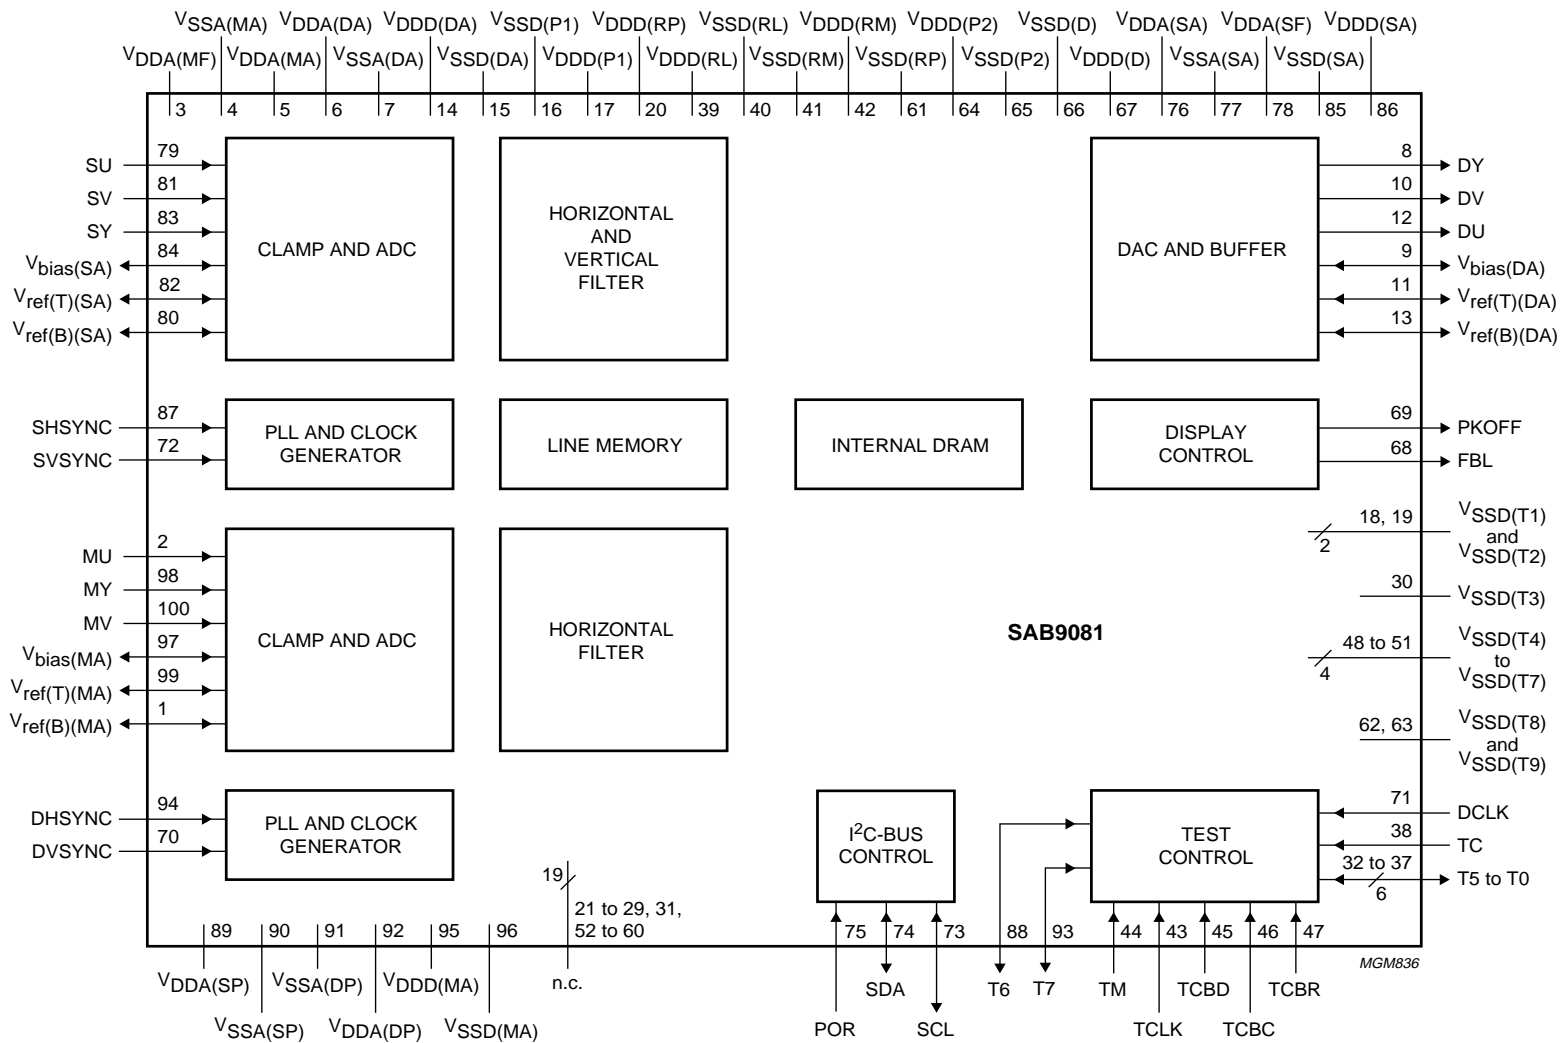 VSSA(MA) VDDA(DA) VDDD(DA) VSSD(P1) VDDD(RP) VSSD(RL) VDDD(RM) VDDD(P2) VSSD(D) VDDA(SA) VDDA(SF) VDDD(SA)
VDDA(MF) VDDA(MA) VSSA(DA) VSSD(DA) VDDD(P1) VDDD(RL) VSSD(RM) VSSD(RP) VSSD(P2) VDDD(D) VSSA(SA) VSSD(SA)
3 4 5 6 7 14 15 16 17 20 39 40 41 42 61 64 65 66 67 76 77 78 85 86
SU 79
SV 81
SY 83
Vbias(SA) 84
Vref(T)(SA) 82
Vref(B)(SA) 80
CLAMP AND ADC
HORIZONTAL
AND
VERTICAL
FILTER
DAC AND BUFFER
8 DY
10 DV
12 DU
9 Vbias(DA)
11 Vref(T)(DA)
13 Vref(B)(DA)
SHSYNC 87
SVSYNC 72
PLL AND CLOCK
GENERATOR
LINE MEMORY
INTERNAL DRAM
DISPLAY
CONTROL
69 PKOFF
68 FBL
MU 2
MY 98
MV 100
Vbias(MA) 97
Vref(T)(MA) 99
Vref(B)(MA) 1
CLAMP AND ADC
HORIZONTAL
FILTER
SAB9081
18, 19
2
VSSD(T1)
and
VSSD(T2)
30 VSSD(T3)
48 to 51
4
VSSD(T4)
to
VSSD(T7)
62, 63
VSSD(T8)
and
VSSD(T9)
DHSYNC 94
DVSYNC 70
PLL AND CLOCK
GENERATOR
19
21 to 29, 31,
52 to 60
n.c.
I2C-BUS
CONTROL
TEST
CONTROL
71 DCLK
38 TC
32 to 37
6
T5 to T0
89 90 91 92 95 96
75 74 73 88 93 44 43 45 46 47
MGM836
VDDA(SP) VSSA(DP) VDDD(MA)
VSSA(SP) VDDA(DP) VSSD(MA)
SDA T6 T7 TM TCBD TCBR
POR SCL TCLK TCBC